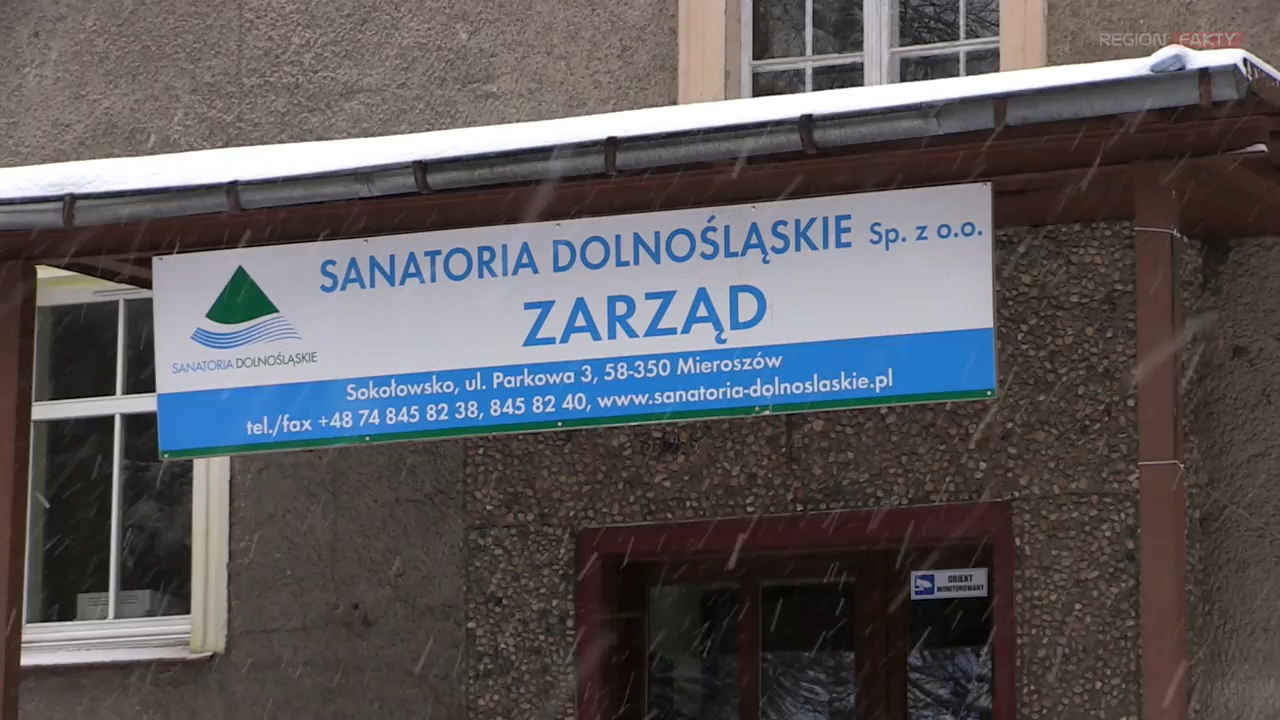 REGION FAKTY
SANATORIA DOLNOŚLĄSKIE Sp. z o.o.
ZARZĄD
SANATORIA DOLNOŚLĄSKIE
Sokołowsko, ul. Parkowa 3, 58-350 Mieroszów
tel./fax +48 74 845 82 38, 845 82 40, www.sanatoria-dolnoslaskie.pl
OBIEKT
MONITOROWANY